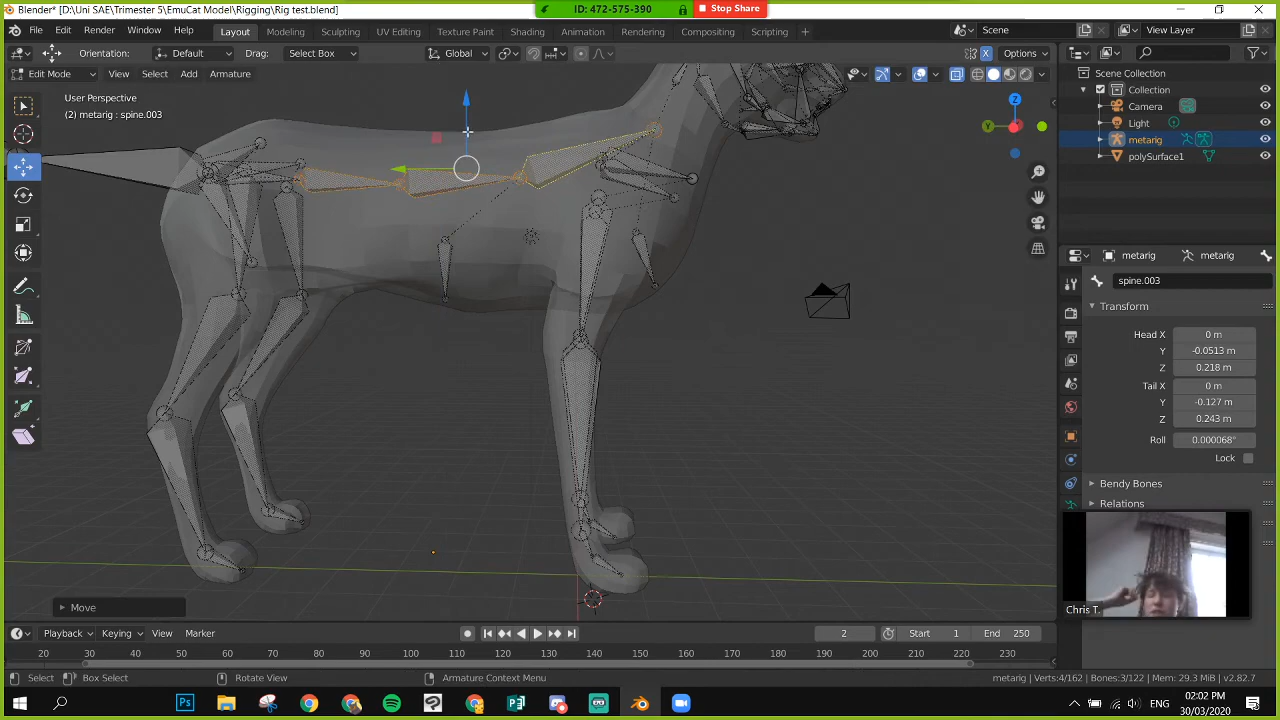 Blender* [D:\Uni SAE\Trimester 5\EmuCat Model\Rigging\Rig test.blend]
ID: 472-575-390
Stop Share
File Edit Render Window Help
Layout Modeling Sculpting UV Editing Texture Paint Shading Animation Rendering Compositing Scripting +
Scene
View Layer
Orientation: Default Drag: Select Box
Global
X
Options
Edit Mode View Select Add Armature
User Perspective
(2) metarig : spine.003
Z
Y
Scene Collection
Collection
Camera
Light
metarig
polySurface1
metarig
metarig
spine.003
Transform
Head X 0 m
Y -0.0513 m
Z 0.218 m
Tail X 0 m
Y -0.127 m
Z 0.243 m
Roll 0.000068°
Lock
Bendy Bones
Relations
Chris T.
Move
Playback Keying View Marker
2
Start 1
End 250
20 30 40 50 60 70 80 90 100 110 120 130 140 150 160 170 180 190 200 210 220 230 240 250
Select
Box Select
Rotate View
Armature Context Menu
metarig | Verts:4/162 | Bones:3/122 | Mem: 29.3 MiB | v2.82.7
Ps
ENG
02:02 PM
30/03/2020